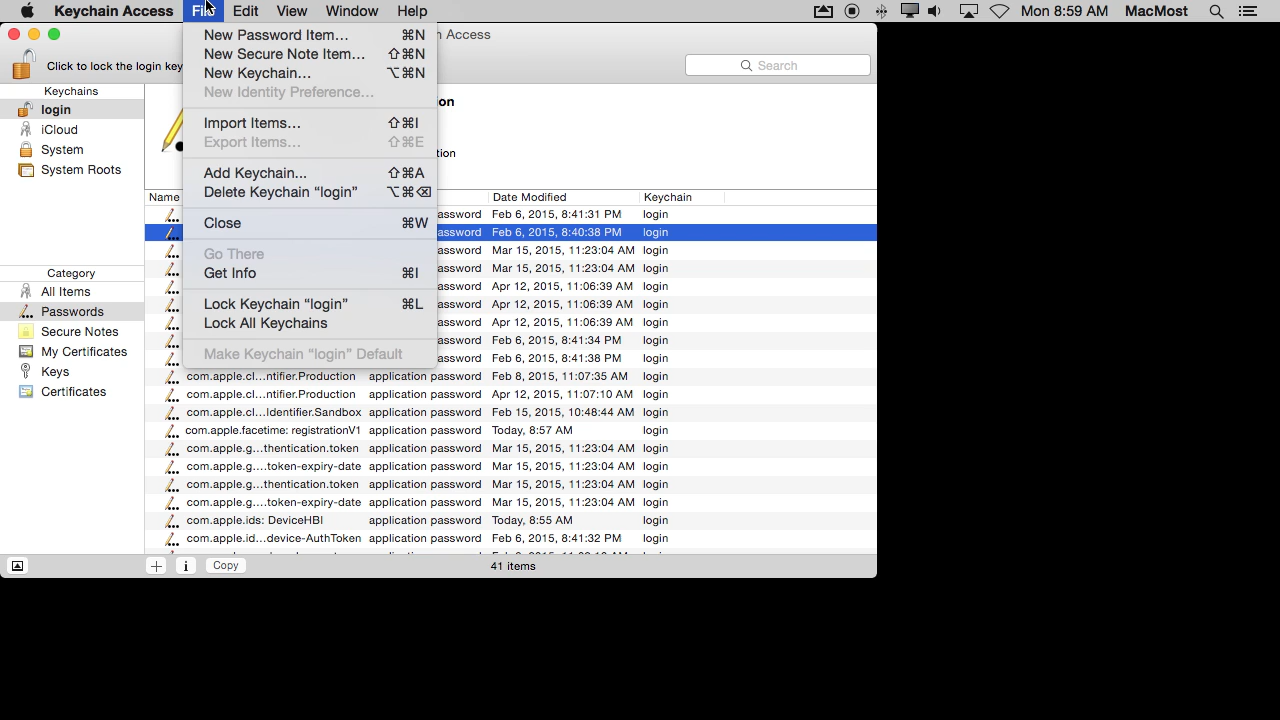 Keychain Access File Edit View Window Help Mon 8:59 AM MacMost
New Password Item... ⌘N
New Secure Note Item... ⇧⌘N
New Keychain... ⌥⌘N
New Identity Preference...
Import Items... ⇧⌘I
Export Items... ⇧⌘E
Add Keychain... ⇧⌘A
Delete Keychain “login” ⌥⌘⌫
Close ⌘W
Go There
Get Info ⌘I
Lock Keychain “login” ⌘L
Lock All Keychains
Make Keychain “login” Default
Access
Click to lock the login key
Search
Keychains
login
iCloud
System
System Roots
Category
All Items
Passwords
Secure Notes
My Certificates
Keys
Certificates
on
tion
Name Date Modified Keychain
assword Feb 6, 2015, 8:41:31 PM login
assword Feb 6, 2015, 8:40:38 PM login
assword Mar 15, 2015, 11:23:04 AM login
assword Mar 15, 2015, 11:23:04 AM login
assword Apr 12, 2015, 11:06:39 AM login
assword Apr 12, 2015, 11:06:39 AM login
assword Apr 12, 2015, 11:06:39 AM login
assword Feb 6, 2015, 8:41:34 PM login
assword Feb 6, 2015, 8:41:38 PM login
com.apple.cl...ntifier.Production application password Feb 8, 2015, 11:07:35 AM login
com.apple.cl...ntifier.Production application password Apr 12, 2015, 11:07:10 AM login
com.apple.cl...Identifier.Sandbox application password Feb 15, 2015, 10:48:44 AM login
com.apple.facetime: registrationV1 application password Today, 8:57 AM login
com.apple.g...thentication.token application password Mar 15, 2015, 11:23:04 AM login
com.apple.g....token-expiry-date application password Mar 15, 2015, 11:23:04 AM login
com.apple.g...thentication.token application password Mar 15, 2015, 11:23:04 AM login
com.apple.g....token-expiry-date application password Mar 15, 2015, 11:23:04 AM login
com.apple.ids: DeviceHBI application password Today, 8:55 AM login
com.apple.id...device-AuthToken application password Feb 6, 2015, 8:41:32 PM login
Copy 41 items